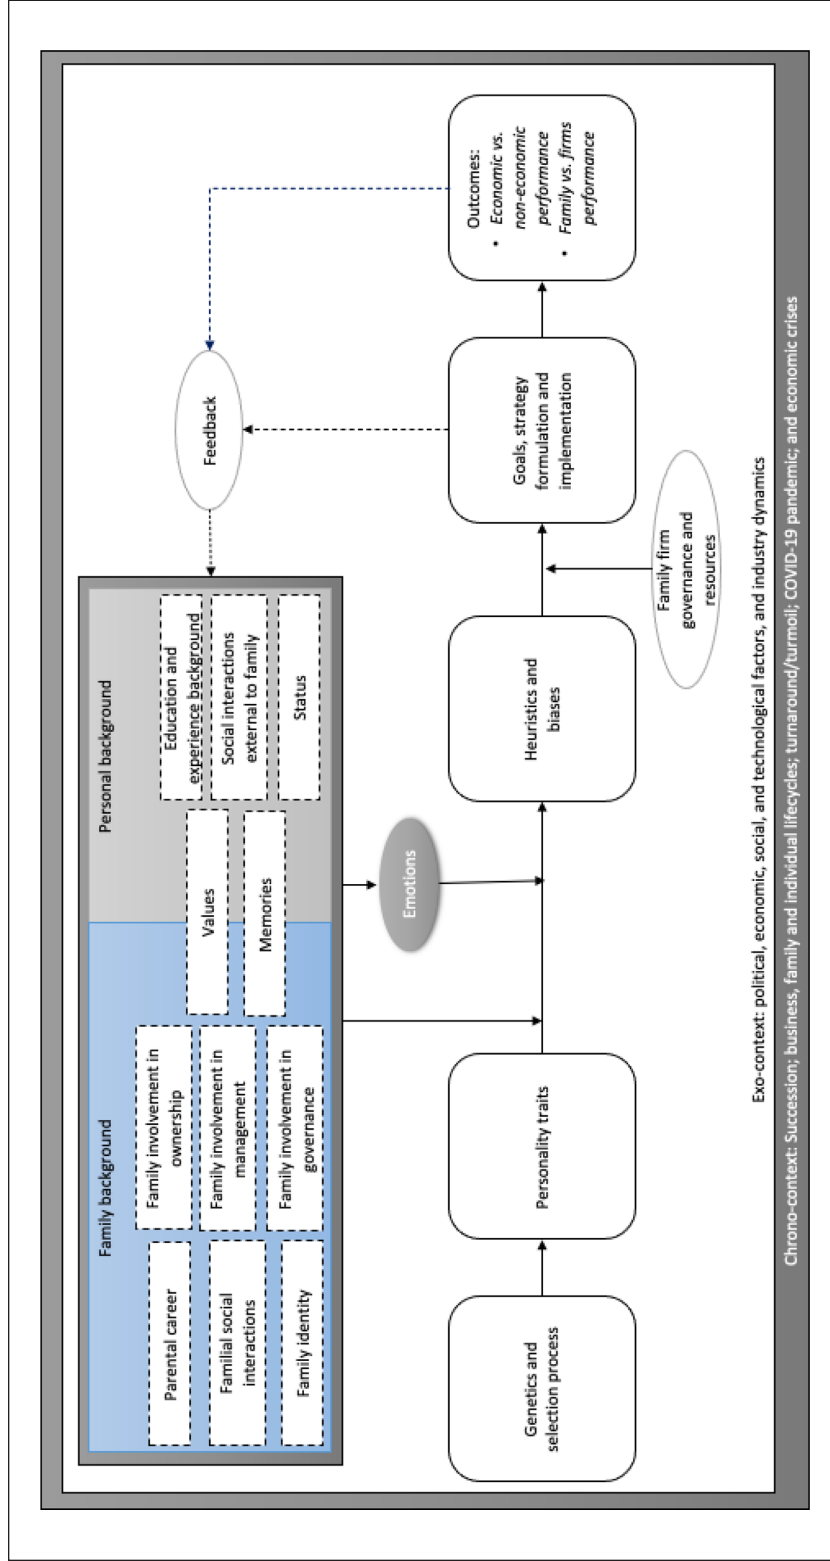 Family background
Personal background
Parental career
Familial social
interactions
Family identity
Family involvement in
ownership
Family involvement in
management
Family involvement in
governance
Values
Memories
Education and
experience background
Social interactions
external to family
Status
Feedback
Emotions
Genetics and
selection process
Personality traits
Heuristics and
biases
Goals, strategy
formulation and
implementation
Outcomes:
• Economic vs.
non-economic
performance
• Family vs. firms
performance
Family firm
governance and
resources
Exo-context: political, economic, social, and technological factors, and industry dynamics
Chrono-context: Succession; business, family and individual lifecycles; turnaround/turmoil; COVID-19 pandemic; and economic crises